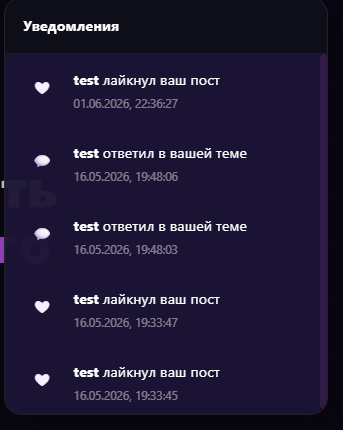 Уведомления
test лайкнул ваш пост
01.06.2026, 22:36:27
test ответил в вашей теме
16.05.2026, 19:48:06
ть
test ответил в вашей теме
го
16.05.2026, 19:48:03
test лайкнул ваш пост
16.05.2026, 19:33:47
test лайкнул ваш пост
16.05.2026, 19:33:45